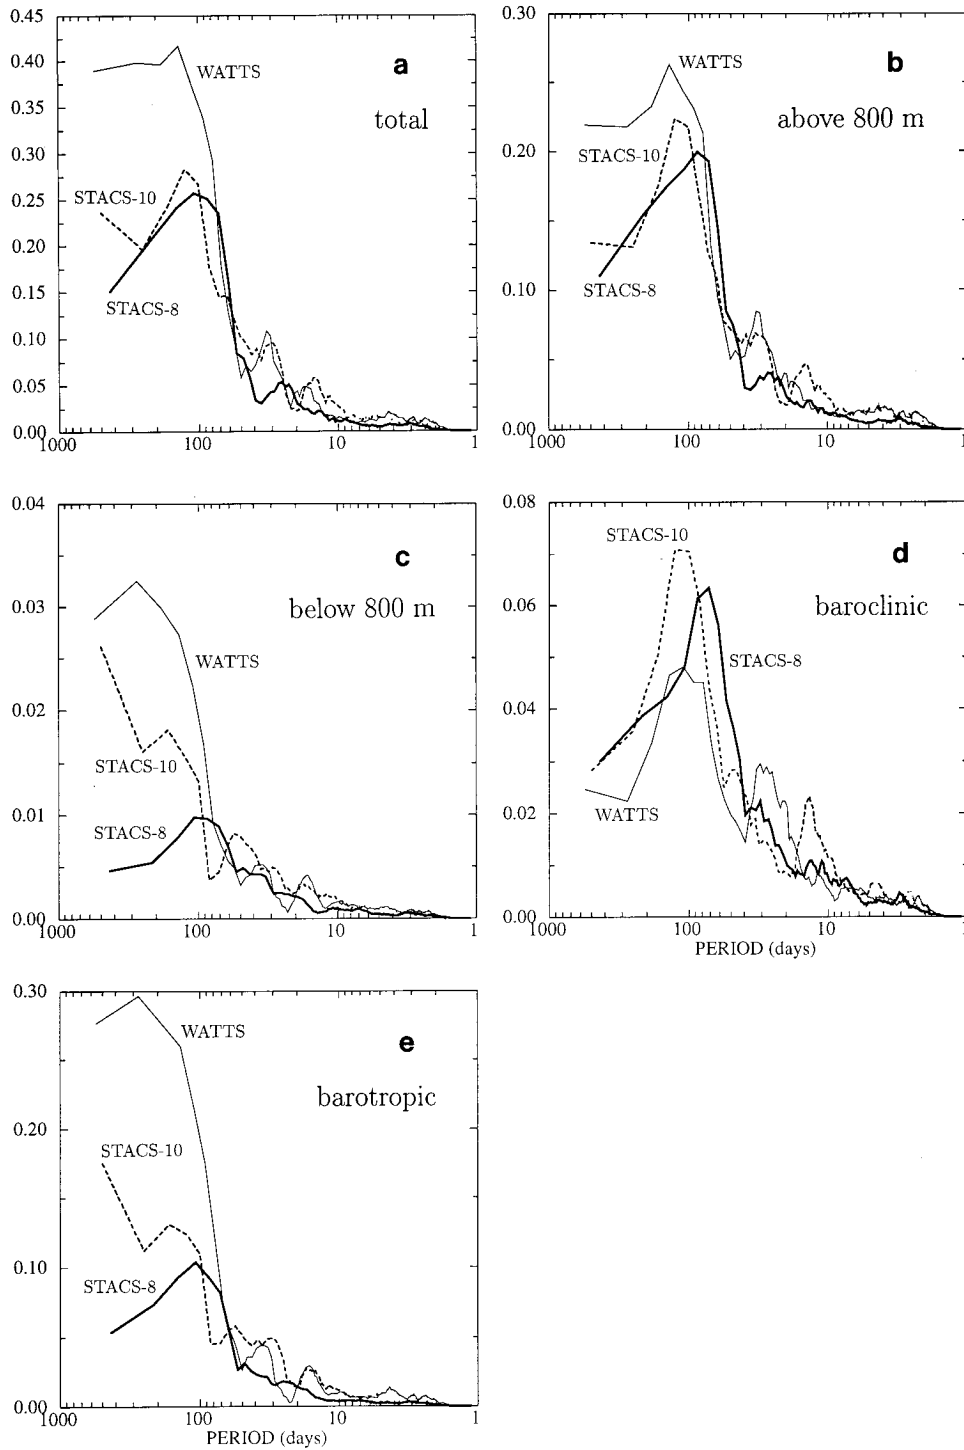 a
total
WATTS
STACS-10
STACS-8
0.45
0.40
0.35
0.30
0.25
0.20
0.15
0.10
0.05
0.00
1000
100
10
1
b
above 800 m
WATTS
STACS-10
STACS-8
0.30
0.20
0.10
0.00
1000
100
10
1
c
below 800 m
WATTS
STACS-10
STACS-8
0.04
0.03
0.02
0.01
0.00
1000
100
10
1
d
baroclinic
STACS-10
STACS-8
WATTS
0.08
0.06
0.04
0.02
0.00
1000
100
10
1
PERIOD (days)
e
barotropic
WATTS
STACS-10
STACS-8
0.30
0.20
0.10
0.00
1000
100
10
1
PERIOD (days)